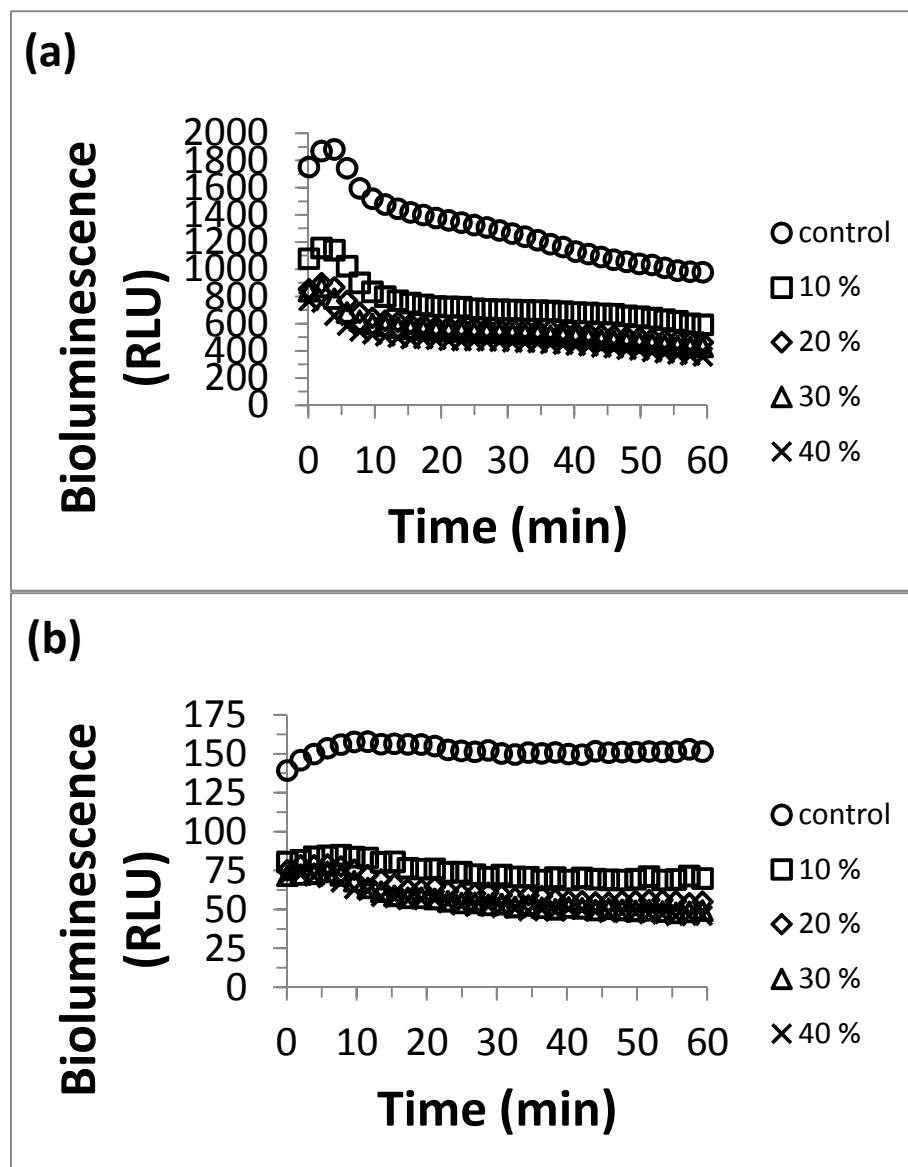 (a)
Bioluminescence
(RLU)
2000
1800
1600
1400
1200
1000
800
600
400
200
0
0 10 20 30 40 50 60
Time (min)
control
10 %
20 %
30 %
40 %
(b)
Bioluminescence
(RLU)
175
150
125
100
75
50
25
0
0 10 20 30 40 50 60
Time (min)
control
10 %
20 %
30 %
40 %